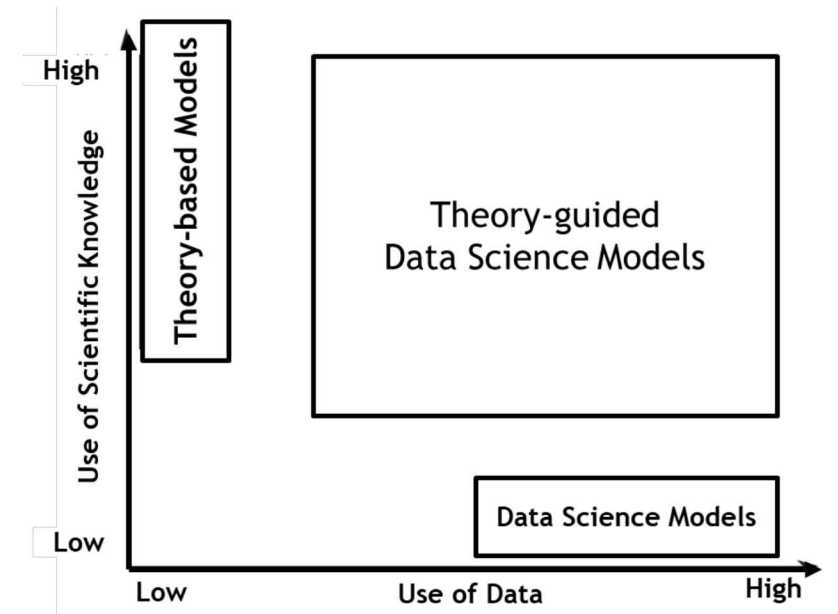 High
Theory-based Models
Use of Scientific Knowledge
Theory-guided
Data Science Models
Data Science Models
Low
Low
Use of Data
High